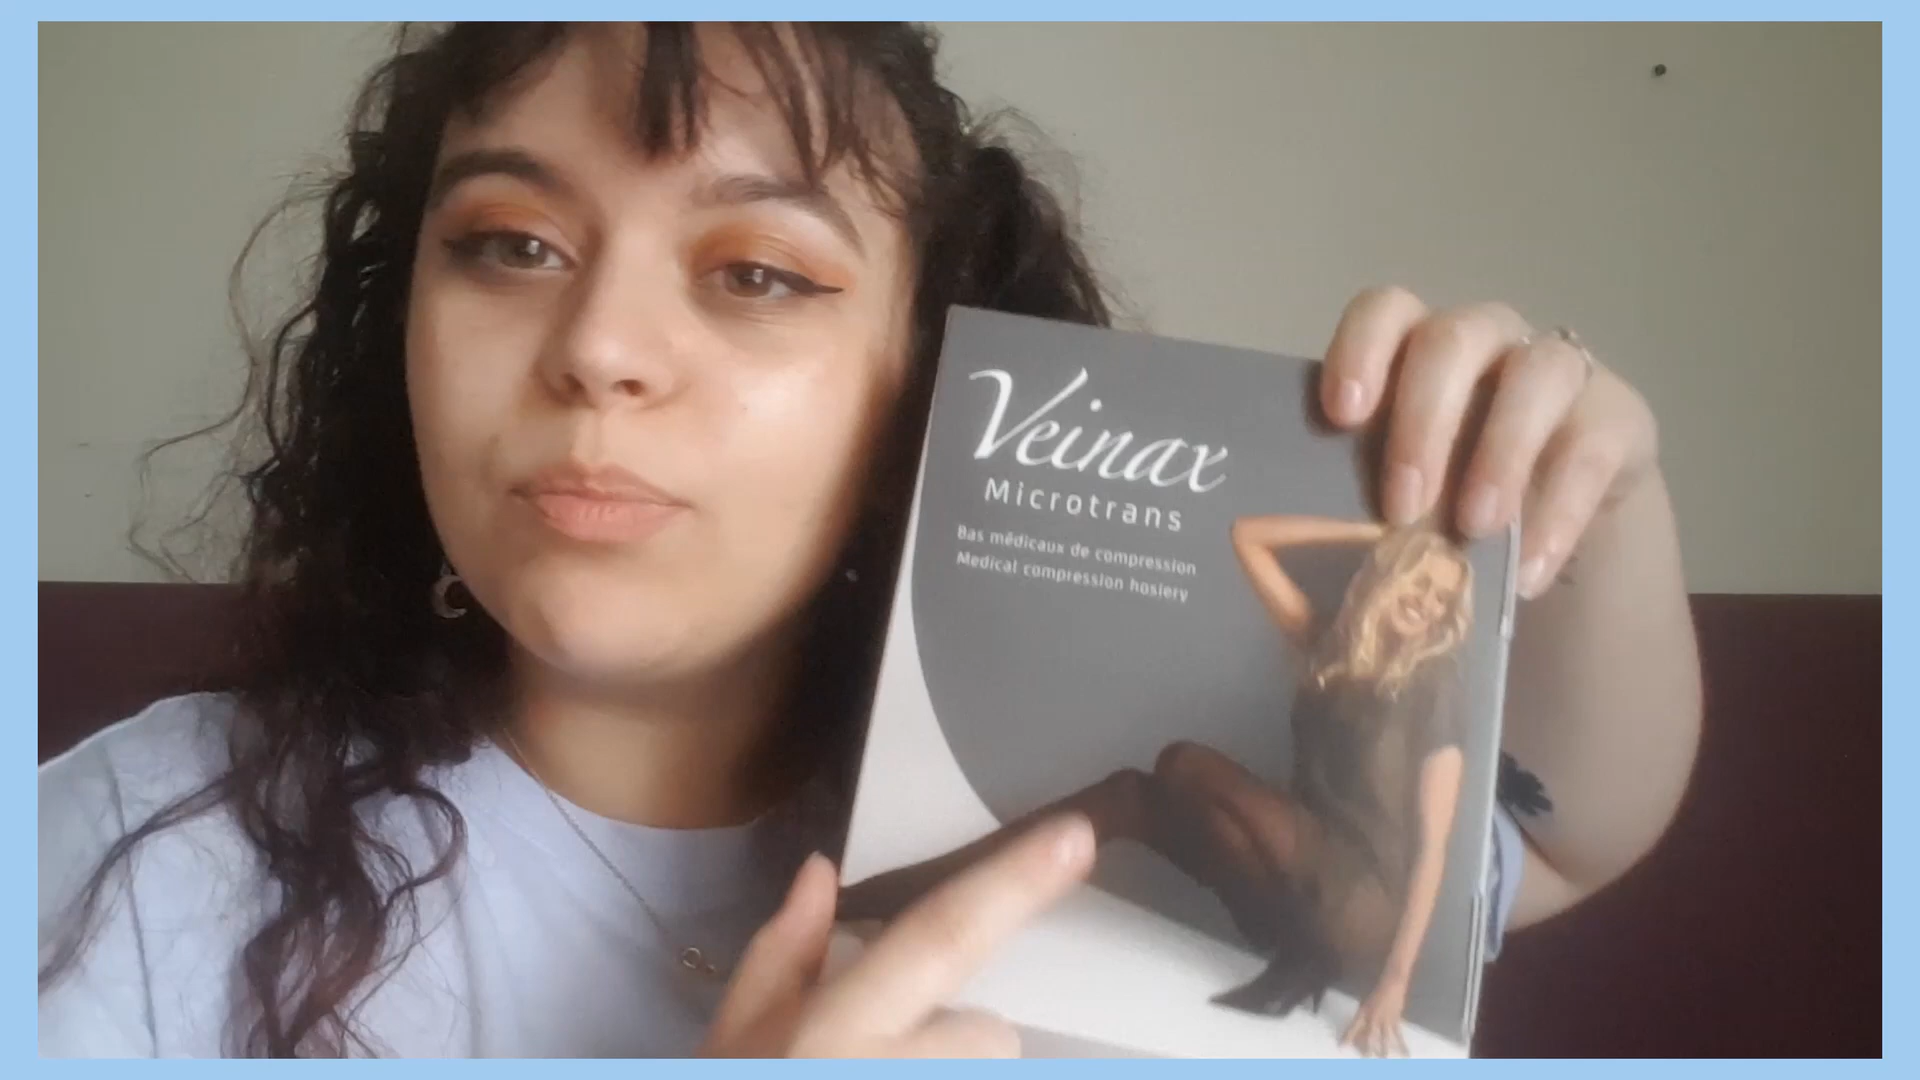 Veinax
Microtrans
Bas médicaux de compression
Medical compression hosiery